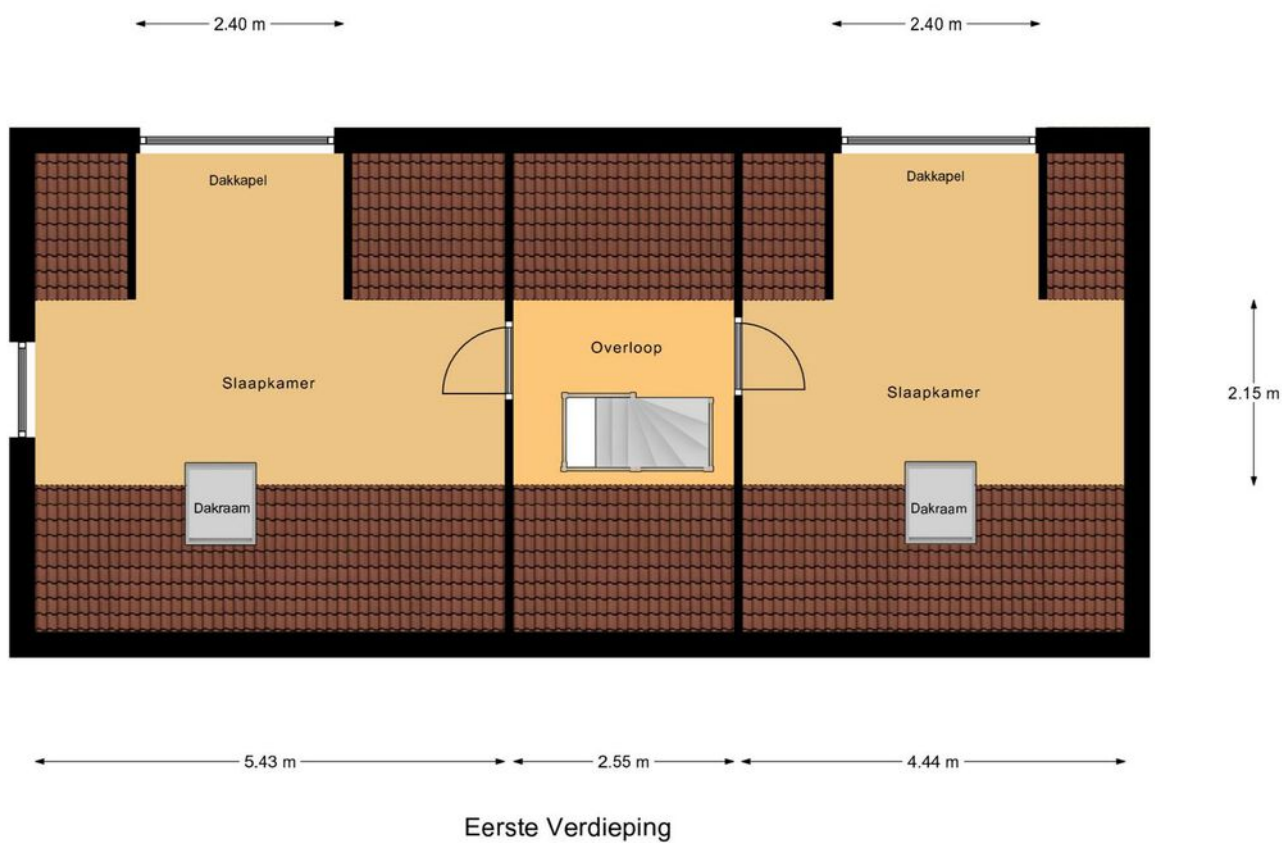 2.40 m
2.40 m
Dakkapel
Dakkapel
Overloop
Slaapkamer
Slaapkamer
2.15 m
Dakraam
Dakraam
5.43 m
2.55 m
4.44 m
Eerste Verdieping